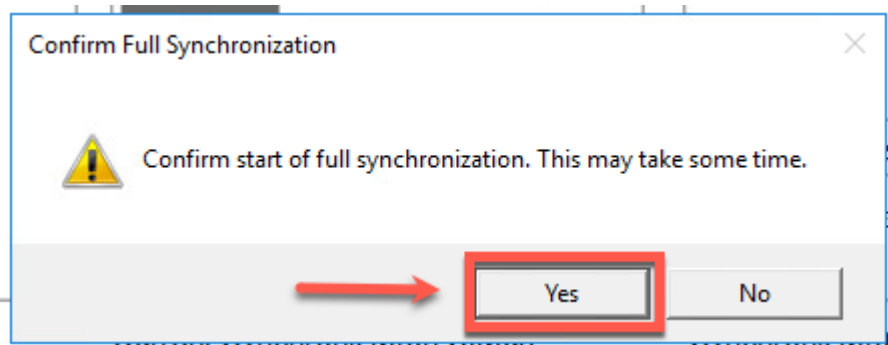 Confirm Full Synchronization
Confirm start of full synchronization. This may take some time.
Yes
No